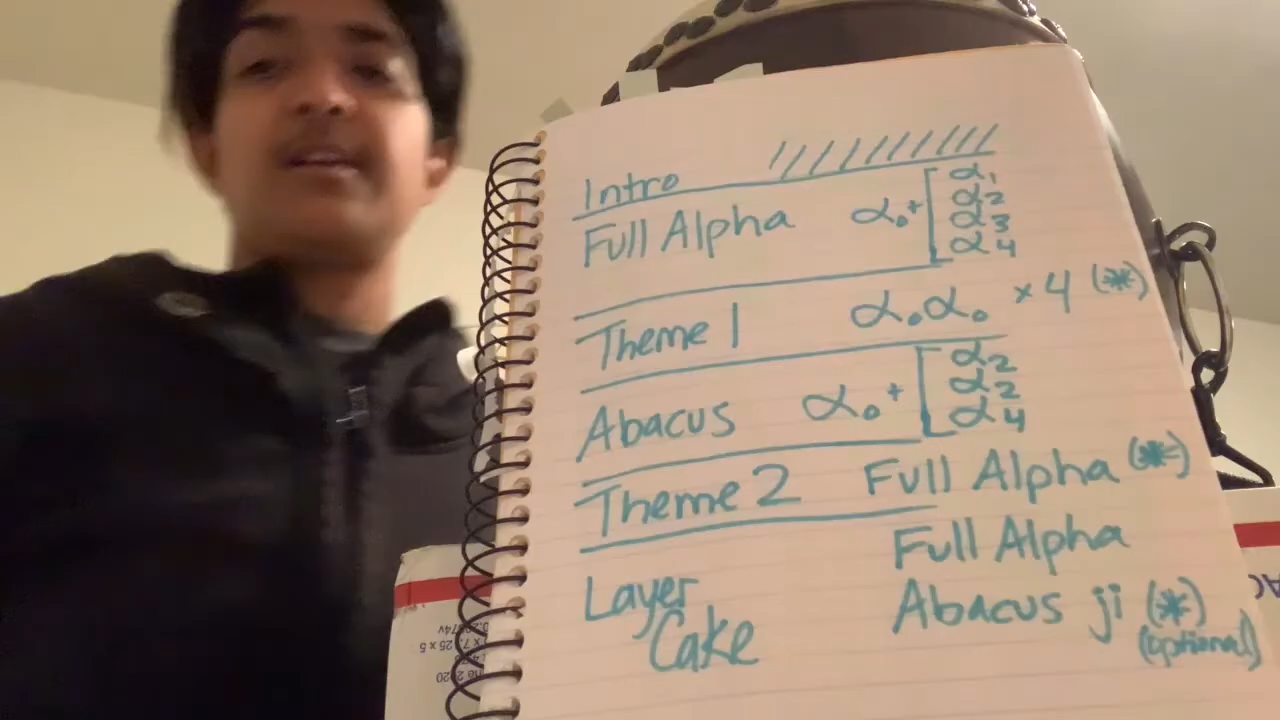 Intro //////////
Full Alpha α₀ + [ α₁
α₂
α₃
α₄
Theme 1 α₀α₀ ×4 (*)
Abacus α₀ + [ α₂
α₂
α₄
Theme 2 Full Alpha (*)
Full Alpha
Layer Abacus ji (*)
Cake (optional)